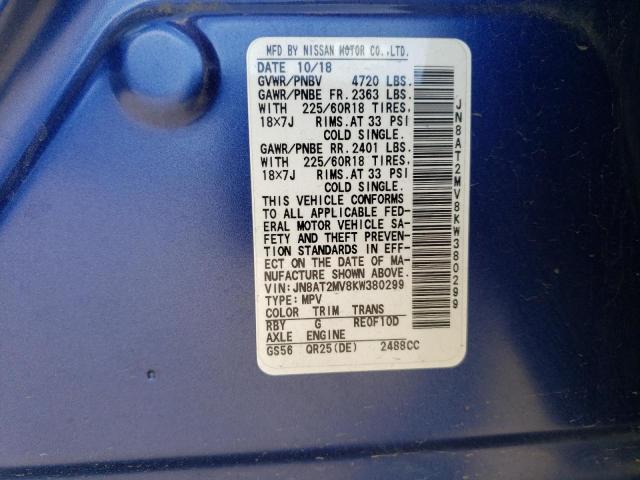 MFD BY NISSAN MOTOR CO.,LTD.
DATE 10/18
GVWR/PNBV 4720 LBS.
GAWR/PNBE FR. 2363 LBS.
WITH 225/60R18 TIRES,
18×7J RIMS.AT 33 PSI
COLD SINGLE.
GAWR/PNBE RR. 2401 LBS.
WITH 225/60R18 TIRES,
18×7J RIMS.AT 33 PSI
COLD SINGLE.
THIS VEHICLE CONFORMS
TO ALL APPLICABLE FED-
ERAL MOTOR VEHICLE SA-
FETY AND THEFT PREVEN-
TION STANDARDS IN EFF-
ECT ON THE DATE OF MA-
NUFACTURE SHOWN ABOVE.
VIN: JN8AT2MV8KW380299
TYPE: MPV
COLOR TRIM TRANS
RBY G RE0F10D
AXLE ENGINE
GS56 QR25(DE) 2488CC
JN8AT2MV8KW380299